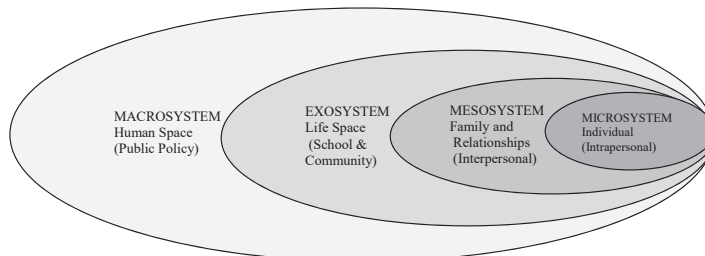 MACROSYSTEM
Human Space
(Public Policy)
EXOSYSTEM
Life Space
(School &
Community)
MESOSYSTEM
Family and
Relationships
(Interpersonal)
MICROSYSTEM
Individual
(Intrapersonal)